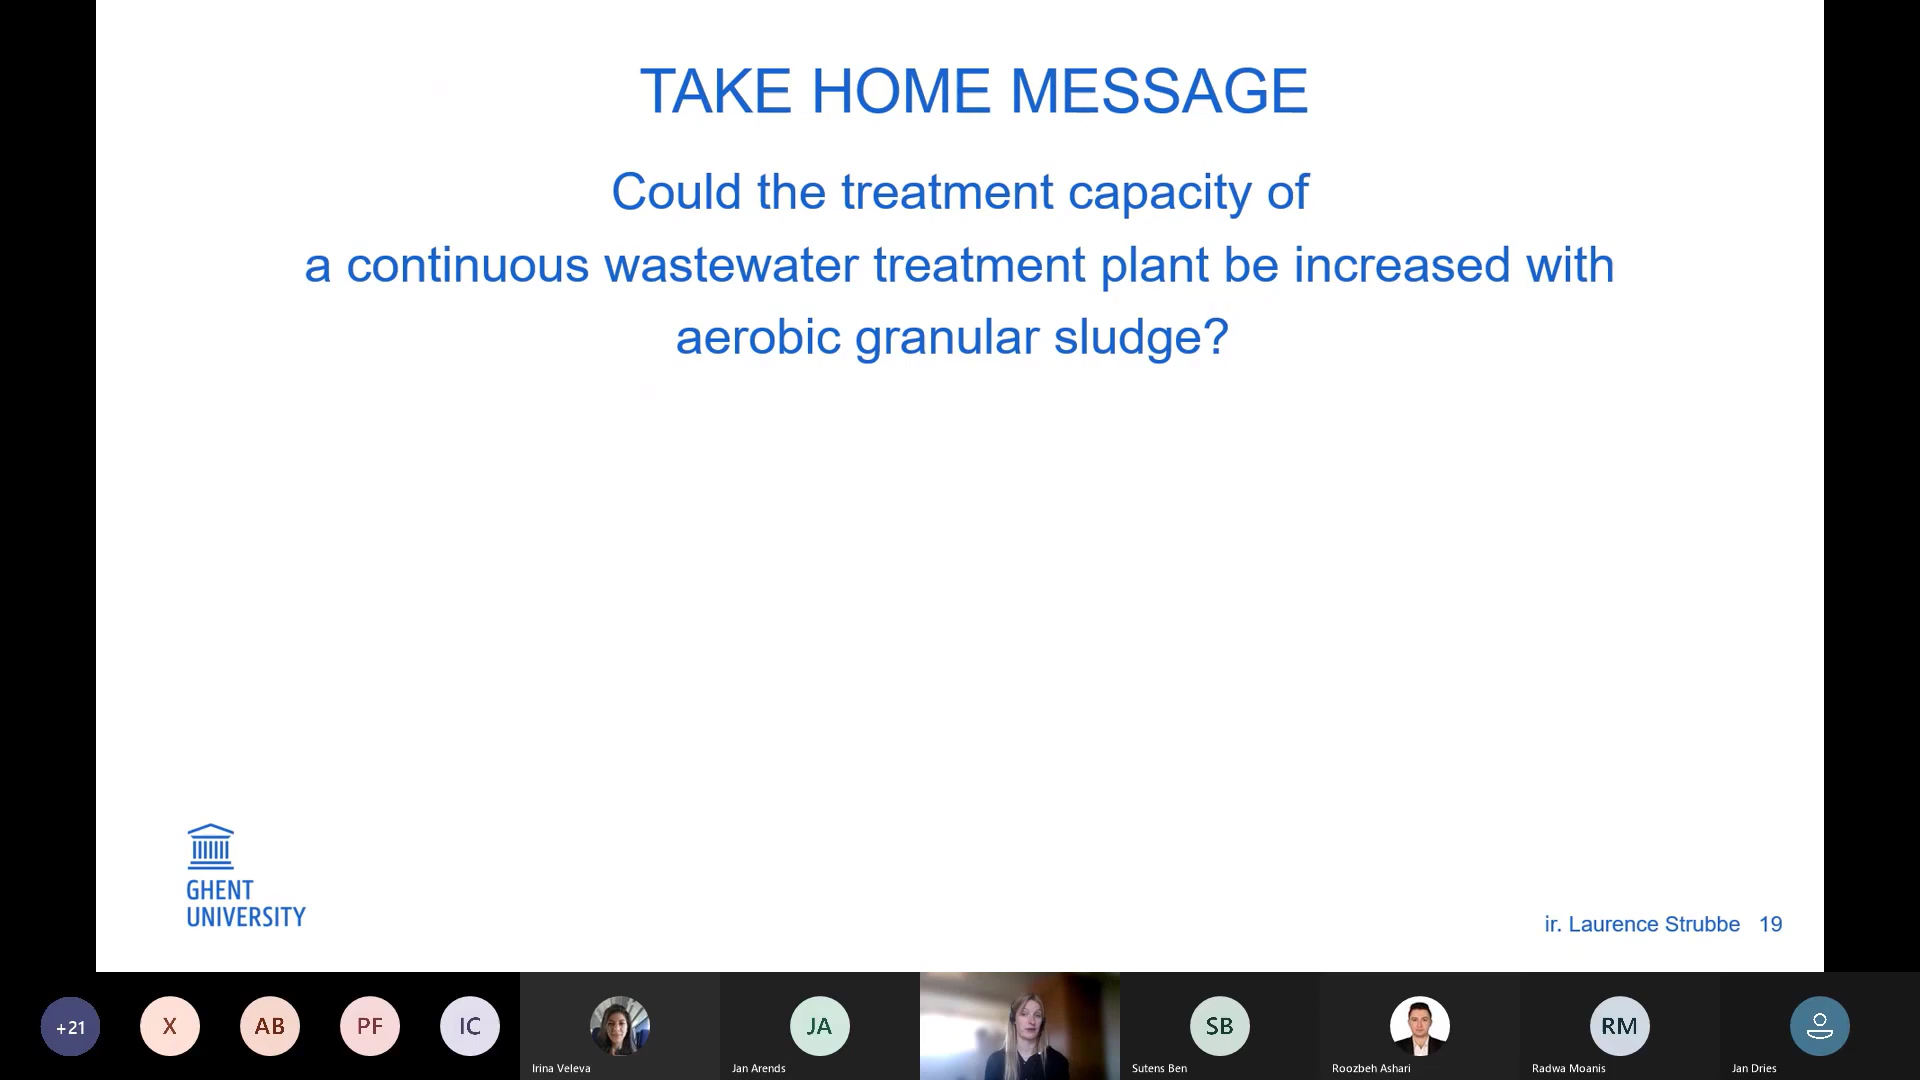 TAKE HOME MESSAGE
Could the treatment capacity of
a continuous wastewater treatment plant be increased with
aerobic granular sludge?
GHENT
UNIVERSITY
ir. Laurence Strubbe 19
+21
X
AB
PF
IC
JA
SB
RM
Irina Veleva
Jan Arends
Sutens Ben
Roozbeh Ashari
Radwa Moanis
Jan Dries